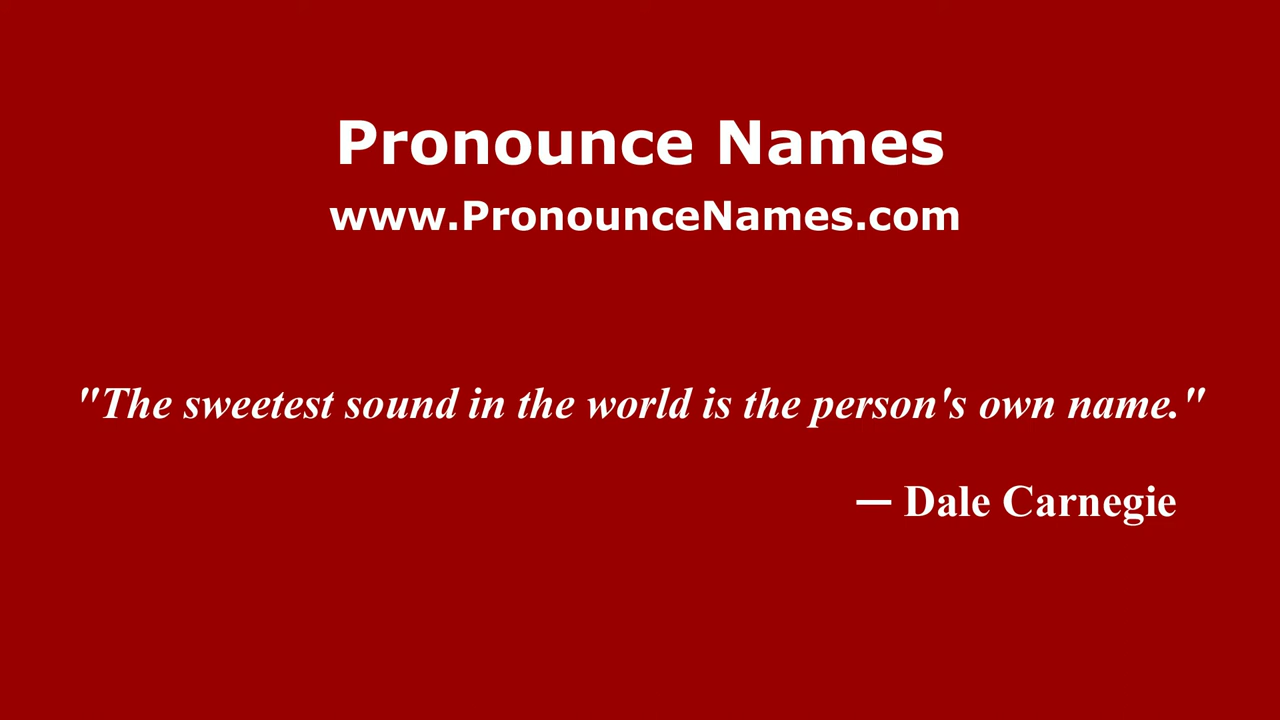 Pronounce Names
www.PronounceNames.com
"The sweetest sound in the world is the person's own name."
— Dale Carnegie